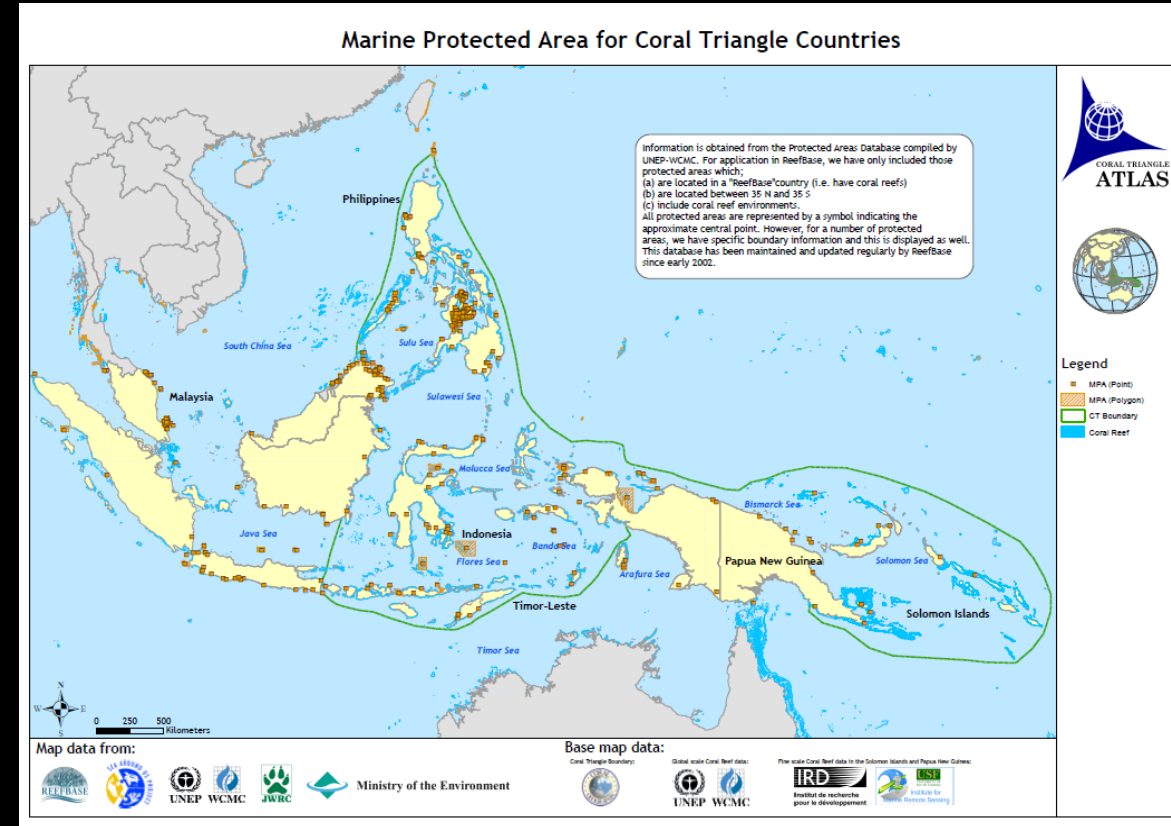 Marine Protected Area for Coral Triangle Countries
Information is obtained from the Protected Areas Database compiled by
UNEP-WCMC. For application in ReefBase, we have only included those
protected areas which;
(a) are located in a "ReefBase"country (i.e. have coral reefs)
(b) are located between 35 N and 35 S
(c) include coral reef environments.
All protected areas are represented by a symbol indicating the
approximate central point. However, for a number of protected
areas, we have specific boundary information and this is displayed as well.
This database has been maintained and updated regularly by ReefBase
since early 2002.
CORAL TRIANGLE
ATLAS
Philippines
South China Sea
Sulu Sea
Malaysia
Sulawesi Sea
Molucca Sea
Bismarck Sea
Java Sea
Indonesia
Banda Sea
Flores Sea
Arafura Sea
Papua New Guinea
Solomon Sea
Timor-Leste
Solomon Islands
Timor Sea
Legend
MPA (Point)
MPA (Polygon)
CT Boundary
Coral Reef
N
W E
S
0 250 500
Kilometers
Map data from:
REEFBASE
SEA AROUND US PROJECT
UNEP WCMC
JWRC
Ministry of the Environment
Base map data:
Coral Triangle Boundary:
Global scale Coral Reef data:
UNEP WCMC
Fine scale Coral Reef data in the Solomon Islands and Papua New Guinea:
IRD
Institut de recherche
pour le développement
USF
Institute for
Marine Remote Sensing